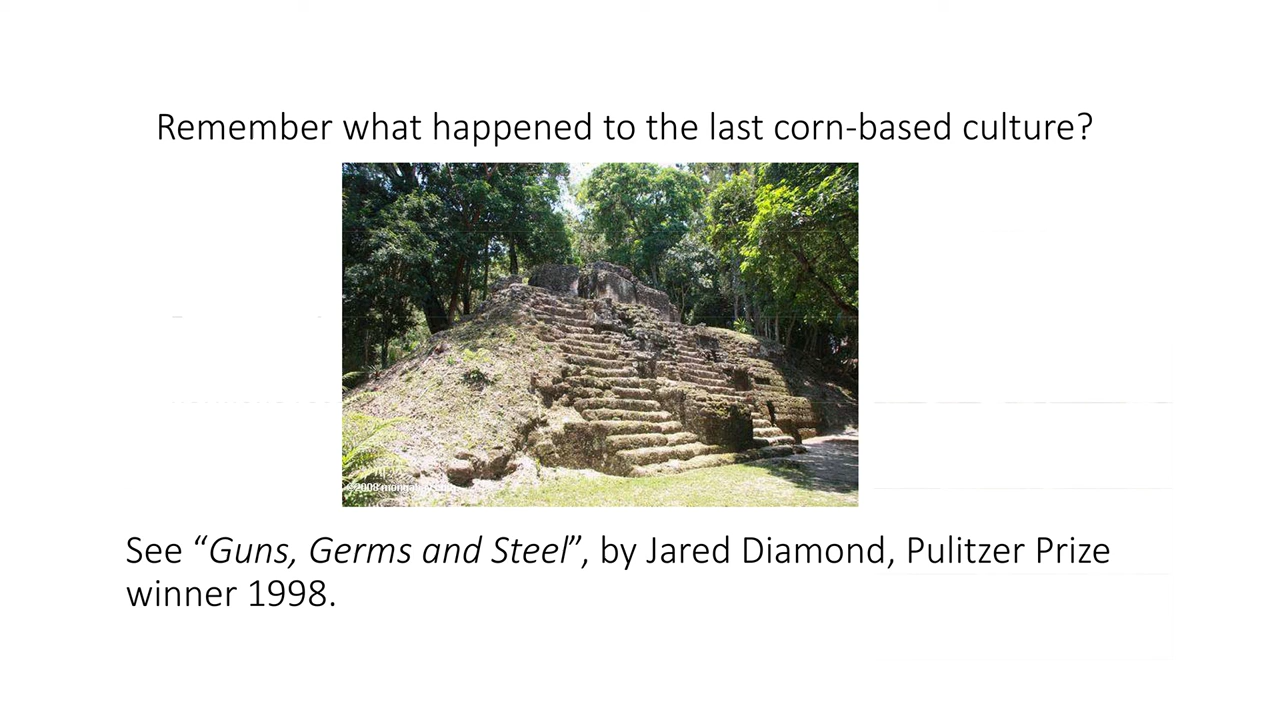 Remember what happened to the last corn-based culture?
See “Guns, Germs and Steel”, by Jared Diamond, Pulitzer Prize
winner 1998.